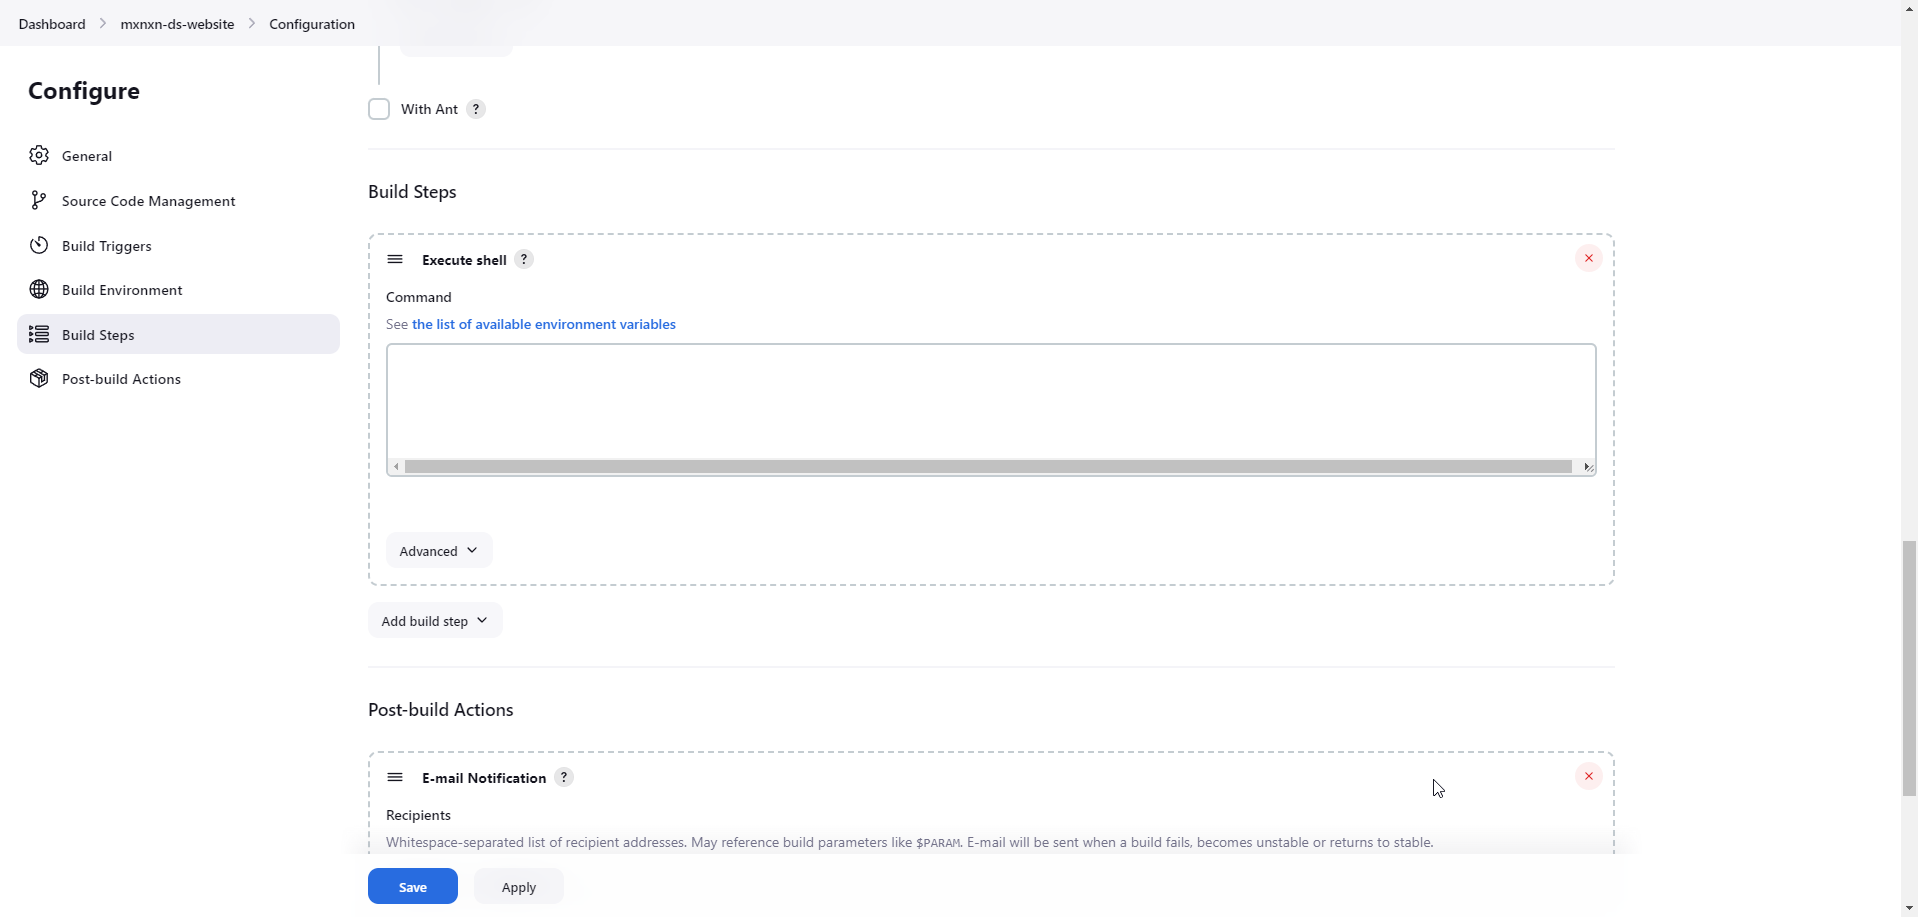 Dashboard
mxnxn-ds-website
Configuration
Configure
General
Source Code Management
Build Triggers
Build Environment
Build Steps
Post-build Actions
With Ant ?
Build Steps
Execute shell ?
Command
See the list of available environment variables
Advanced
Add build step
Post-build Actions
E-mail Notification ?
Recipients
Whitespace-separated list of recipient addresses. May reference build parameters like $PARAM. E-mail will be sent when a build fails, becomes unstable or returns to stable.
Save
Apply